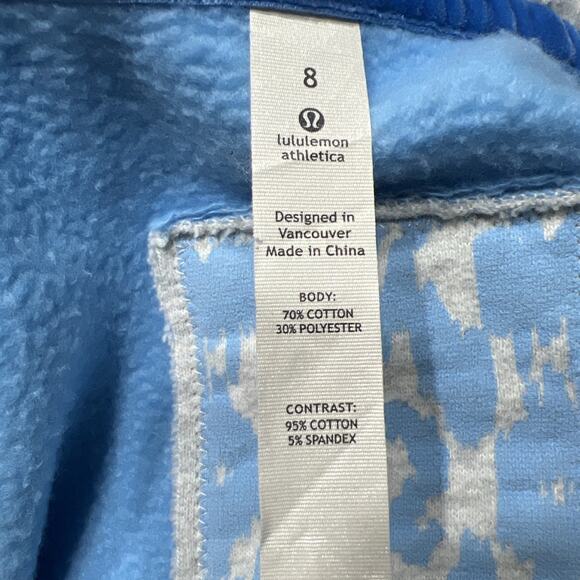 8
lululemon
athletica
Designed in
Vancouver
Made in China
BODY:
70% COTTON
30% POLYESTER
CONTRAST:
95% COTTON
5% SPANDEX